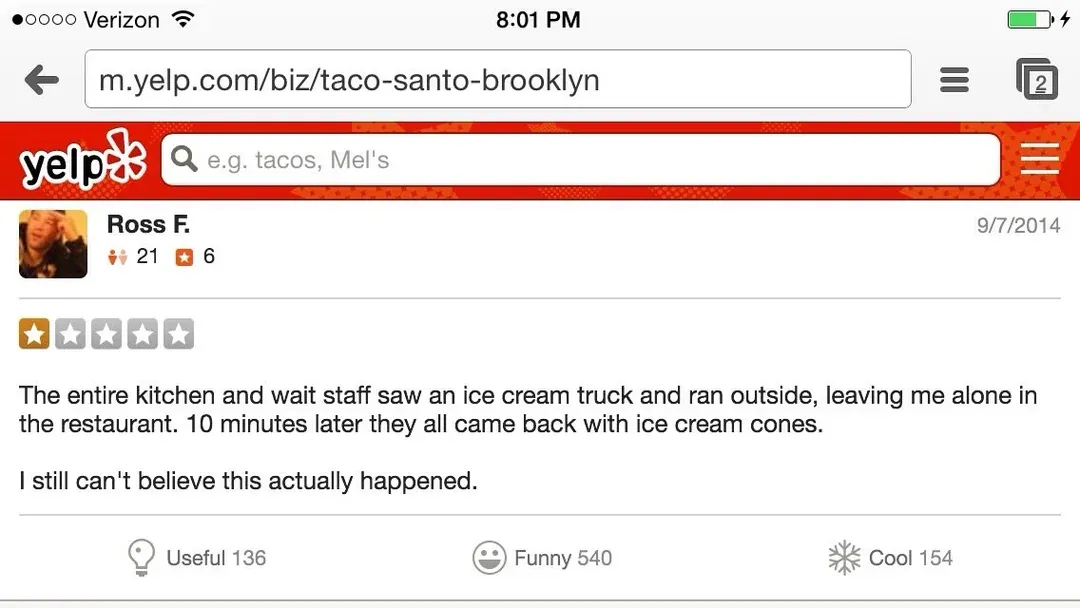 Verizon 8:01 PM
m.yelp.com/biz/taco-santo-brooklyn 2
yelp e.g. tacos, Mel's
Ross F. 9/7/2014
21 6
The entire kitchen and wait staff saw an ice cream truck and ran outside, leaving me alone in
the restaurant. 10 minutes later they all came back with ice cream cones.
I still can't believe this actually happened.
Useful 136 Funny 540 Cool 154